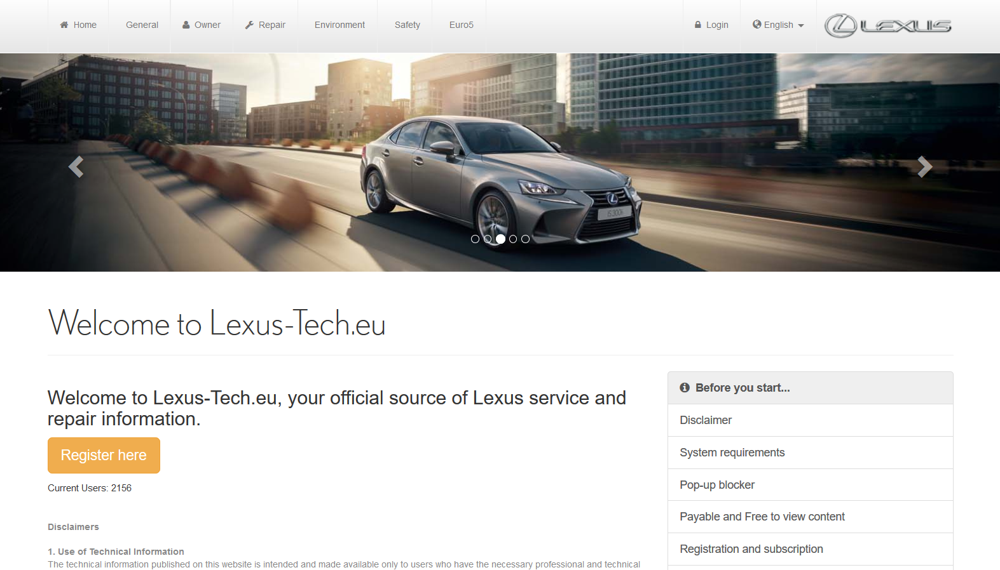 Home
General
Owner
Repair
Environment
Safety
Euro5
Login
English
LEXUS
IS 300h
Welcome to Lexus-Tech.eu
Welcome to Lexus-Tech.eu, your official source of Lexus service and
repair information.
Register here
Current Users: 2156
Disclaimers
1. Use of Technical Information
The technical information published on this website is intended and made available only to users who have the necessary professional and technical
Before you start...
Disclaimer
System requirements
Pop-up blocker
Payable and Free to view content
Registration and subscription